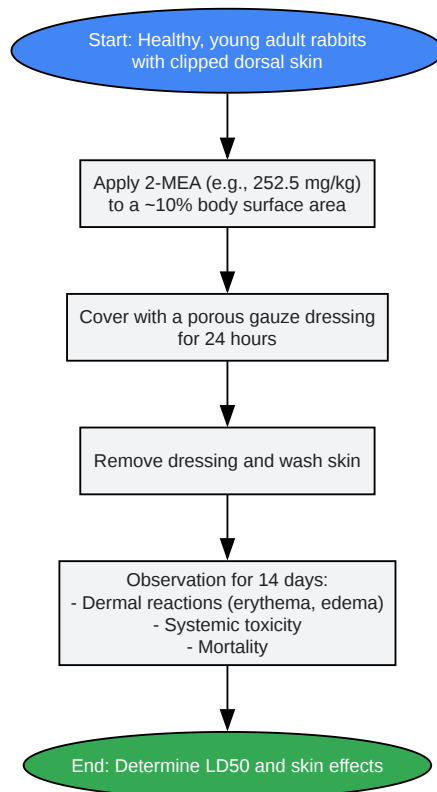 Start: Healthy, young adult rabbits
with clipped dorsal skin
Apply 2-MEA (e.g., 252.5 mg/kg)
to a ~10% body surface area
Cover with a porous gauze dressing
for 24 hours
Remove dressing and wash skin
Observation for 14 days:
- Dermal reactions (erythema, edema)
- Systemic toxicity
- Mortality
End: Determine LD50 and skin effects